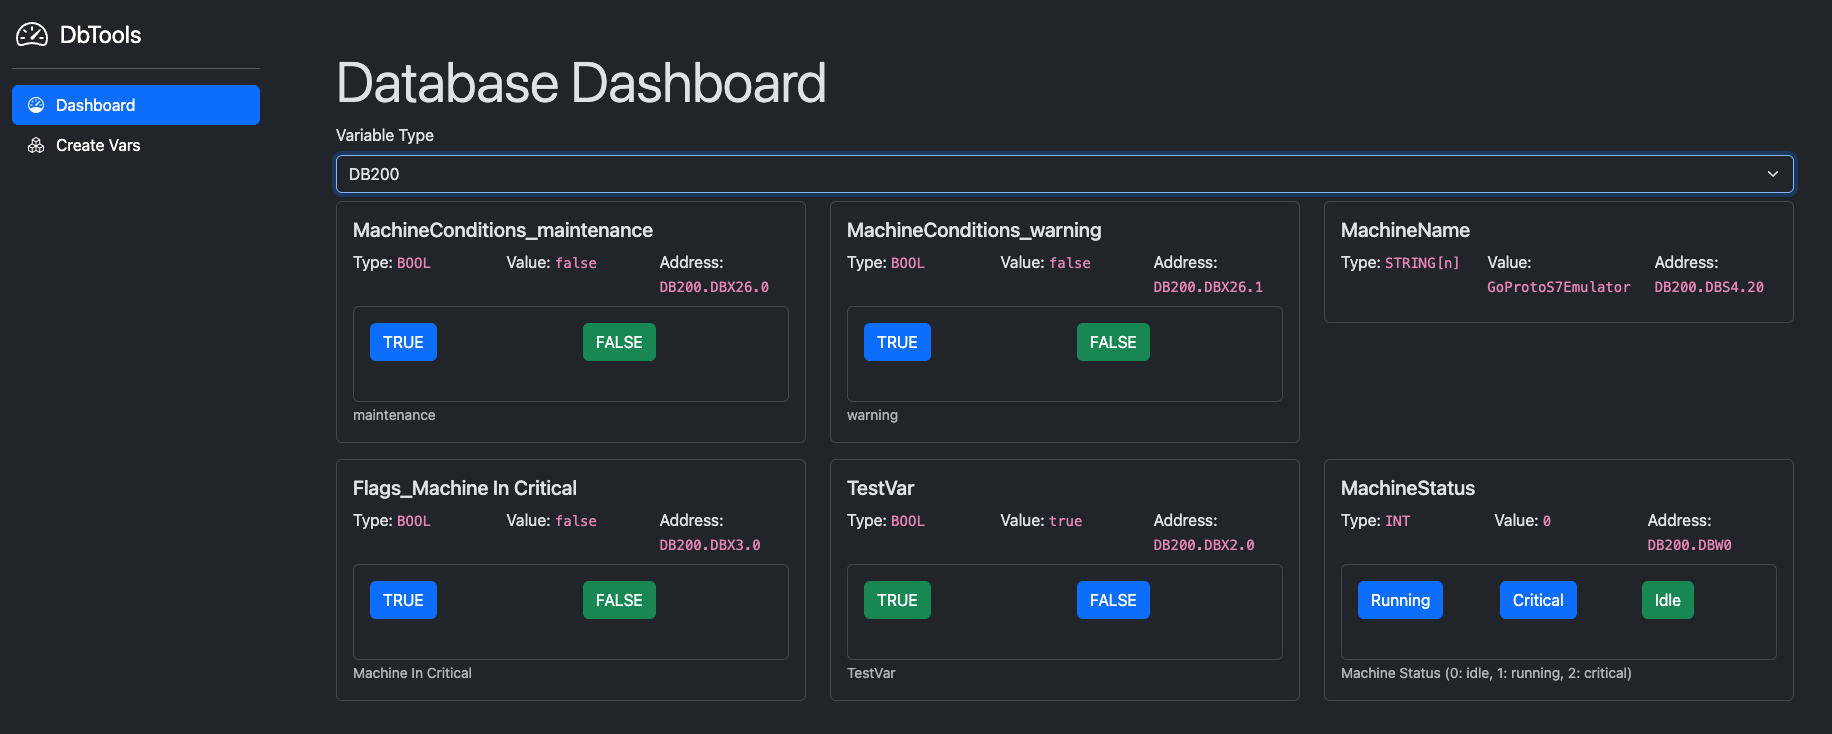 DbTools
Dashboard
Create Vars
Database Dashboard
Variable Type
DB200
MachineConditions_maintenance
Type: BOOL Value: false Address:
DB200.DBX26.0
TRUE FALSE
maintenance
MachineConditions_warning
Type: BOOL Value: false Address:
DB200.DBX26.1
TRUE FALSE
warning
MachineName
Type: STRING[n] Value: Address:
GoProtoS7Emulator DB200.DBS4.20
Flags_Machine In Critical
Type: BOOL Value: false Address:
DB200.DBX3.0
TRUE FALSE
Machine In Critical
TestVar
Type: BOOL Value: true Address:
DB200.DBX2.0
TRUE FALSE
TestVar
MachineStatus
Type: INT Value: 0 Address:
DB200.DBW0
Running Critical Idle
Machine Status (0: idle, 1: running, 2: critical)